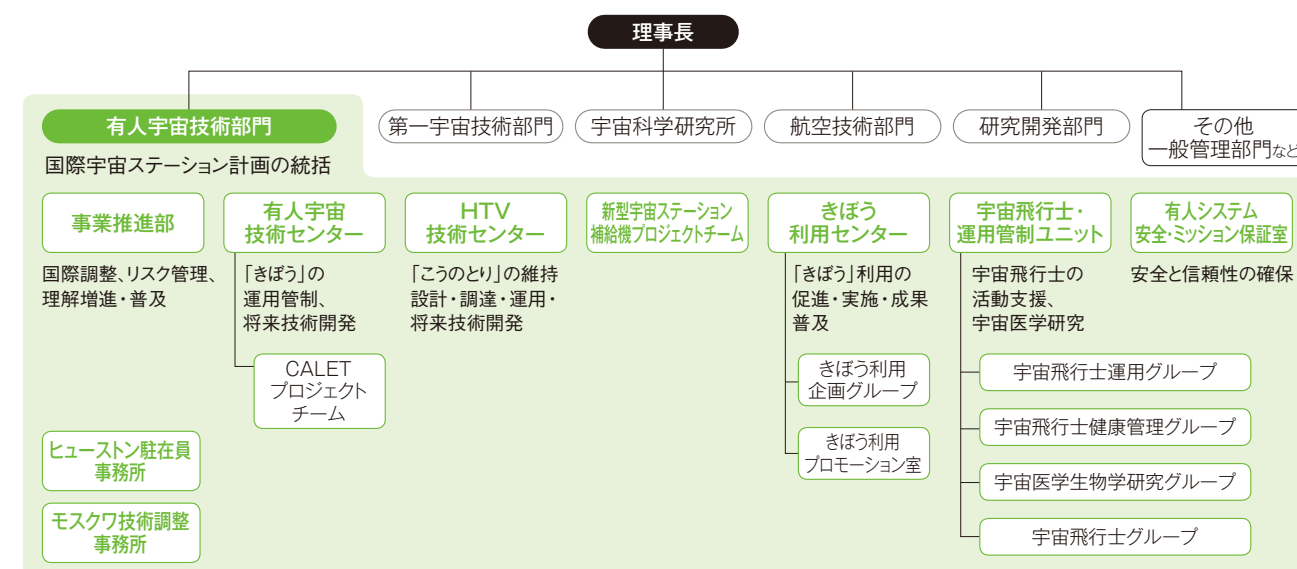 理事長
有人宇宙技術部門
第一宇宙技術部門
宇宙科学研究所
航空技術部門
研究開発部門
その他
一般管理部門など
国際宇宙ステーション計画の統括
事業推進部
国際調整、リスク管理、
理解増進・普及
有人宇宙
技術センター
「きぼう」の
運用管制、
将来技術開発
CALET
プロジェクト
チーム
HTV
技術センター
「こうのとり」の維持
設計・調達・運用・
将来技術開発
新型宇宙ステーション
補給機プロジェクトチーム
きぼう
利用センター
「きぼう」利用の
促進・実施・成果
普及
きぼう利用
企画グループ
きぼう利用
プロモーション室
宇宙飛行士・
運用管制ユニット
宇宙飛行士の
活動支援、
宇宙医学研究
宇宙飛行士運用グループ
宇宙飛行士健康管理グループ
宇宙医学生物学研究グループ
宇宙飛行士グループ
有人システム
安全・ミッション保証室
安全と信頼性の確保
ヒューストン駐在員
事務所
モスクワ技術調整
事務所